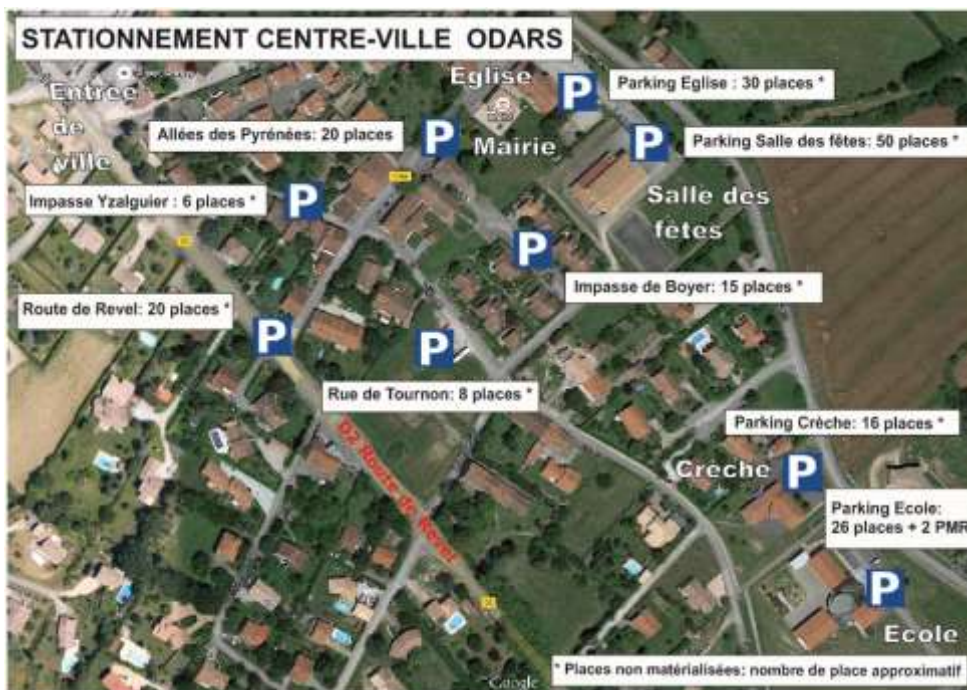 STATIONNEMENT CENTRE-VILLE ODARS
Entrée
de
ville
Eglise
P
Parking Eglise : 30 places *
Allées des Pyrénées: 20 places
P
Mairie
P
Parking Salle des fêtes: 50 places *
Impasse Yzalguier : 6 places *
P
Salle des
fêtes
P
Impasse de Boyer: 15 places *
Route de Revel: 20 places *
P
P
Rue de Tournon: 8 places *
D2 Route de Revel
Parking Crèche: 16 places *
Creche
P
Parking Ecole:
26 places + 2 PMR
P
Ecole
* Places non matérialisées: nombre de place approximatif
Google